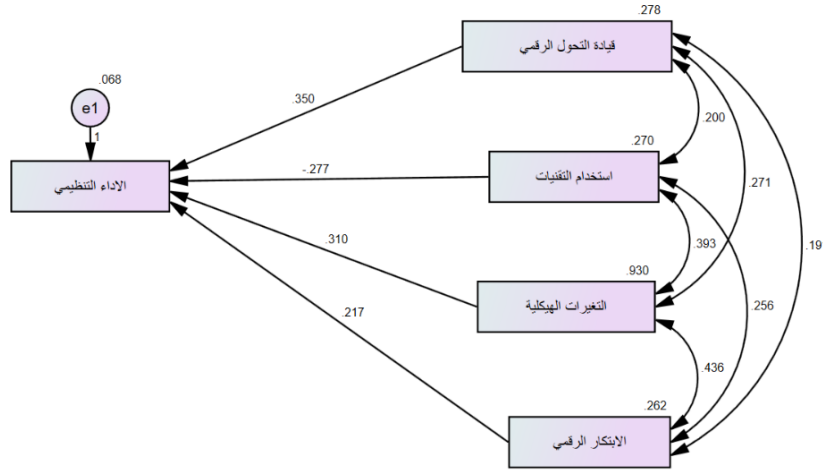 .278
قيادة التحول الرقمي
.068
e1
1
.350
.200
.270
الاداء التنظيمي
-.277
استخدام التقنيات
.271
.19
.310
.393
.930
التغيرات الهيكلية
.256
.217
.436
.262
الابتكار الرقمي